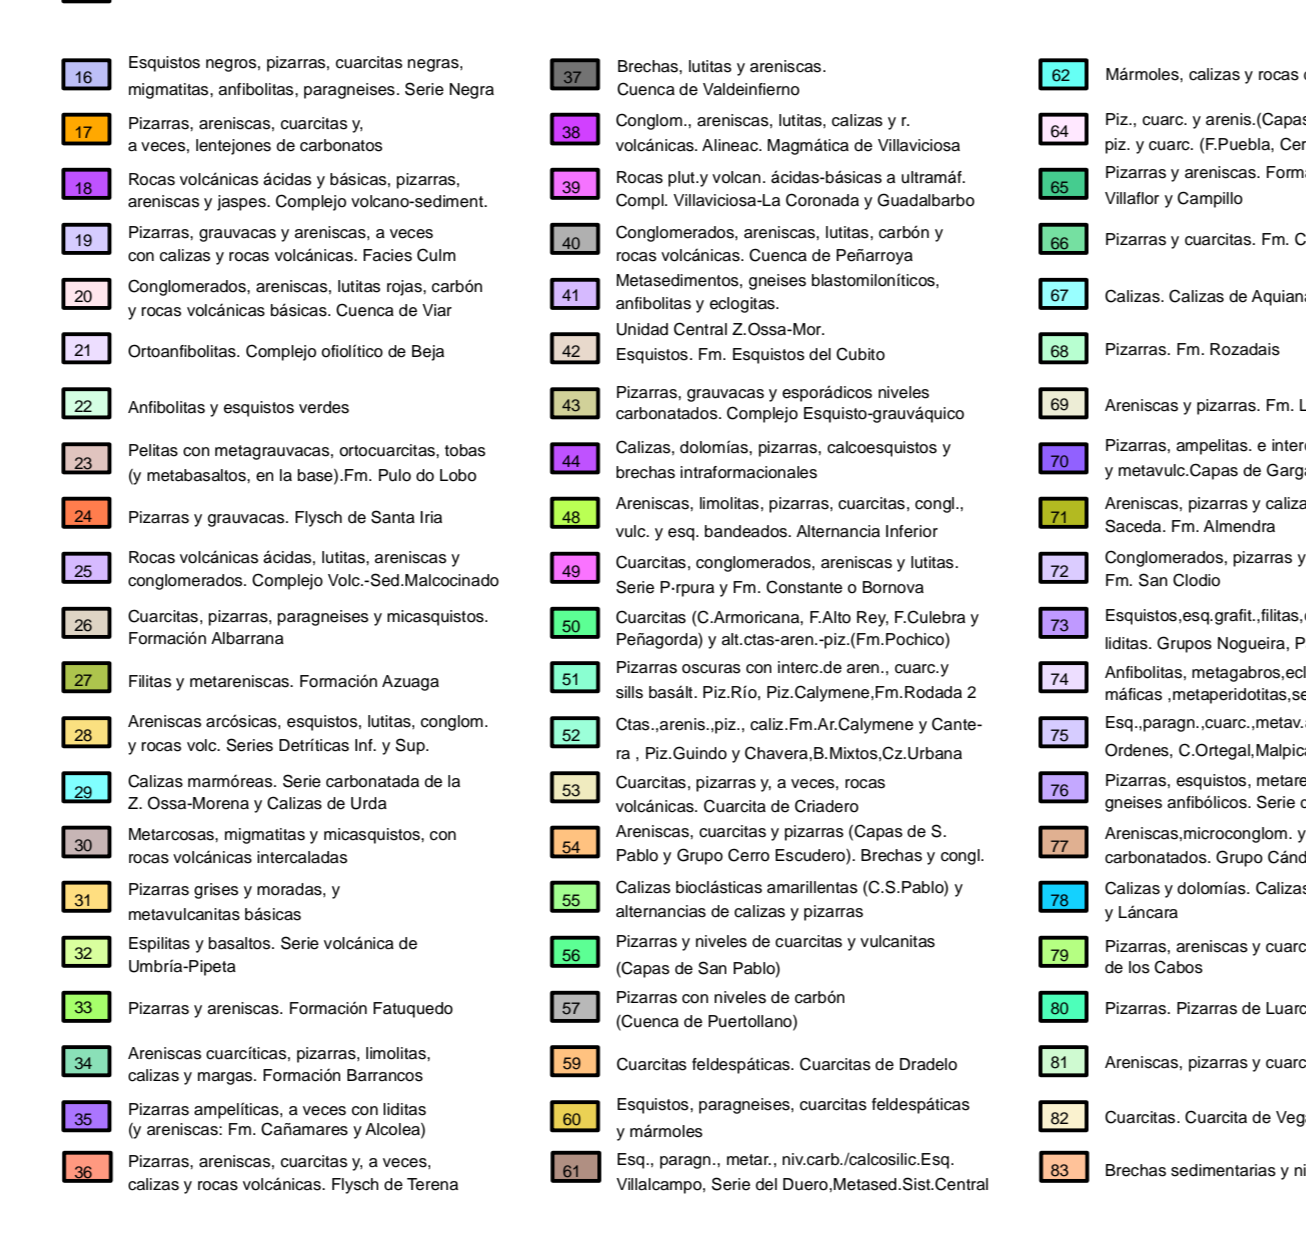 16 Esquistos negros, pizarras, cuarcitas negras,
migmatitas, anfibolitas, paragneises. Serie Negra
17 Pizarras, areniscas, cuarcitas y,
a veces, lentejones de carbonatos
18 Rocas volcánicas ácidas y básicas, pizarras,
areniscas y jaspes. Complejo volcano-sediment.
19 Pizarras, grauvacas y areniscas, a veces
con calizas y rocas volcánicas. Facies Culm
20 Conglomerados, areniscas, lutitas rojas, carbón
y rocas volcánicas básicas. Cuenca de Viar
21 Ortoanfibolitas. Complejo ofiolítico de Beja
22 Anfibolitas y esquistos verdes
23 Pelitas con metagrauvacas, ortocuarcitas, tobas
(y metabasaltos, en la base).Fm. Pulo do Lobo
24 Pizarras y grauvacas. Flysch de Santa Iria
25 Rocas volcánicas ácidas, lutitas, areniscas y
conglomerados. Complejo Volc.-Sed.Malcocinado
26 Cuarcitas, pizarras, paragneises y micasquistos.
Formación Albarrana
27 Filitas y metareniscas. Formación Azuaga
28 Areniscas arcósicas, esquistos, lutitas, conglom.
y rocas volc. Series Detríticas Inf. y Sup.
29 Calizas marmóreas. Serie carbonatada de la
Z. Ossa-Morena y Calizas de Urda
30 Metarcosas, migmatitas y micasquistos, con
rocas volcánicas intercaladas
31 Pizarras grises y moradas, y
metavulcanitas básicas
32 Espilitas y basaltos. Serie volcánica de
Umbría-Pipeta
33 Pizarras y areniscas. Formación Fatuquedo
34 Areniscas cuarcíticas, pizarras, limolitas,
calizas y margas. Formación Barrancos
35 Pizarras ampelíticas, a veces con liditas
(y areniscas: Fm. Cañamares y Alcolea)
36 Pizarras, areniscas, cuarcitas y, a veces,
calizas y rocas volcánicas. Flysch de Terena
37 Brechas, lutitas y areniscas.
Cuenca de Valdeinfierno
38 Conglom., areniscas, lutitas, calizas y r.
volcánicas. Alineac. Magmática de Villaviciosa
39 Rocas plut.y volcan. ácidas-básicas a ultramáf.
Compl. Villaviciosa-La Coronada y Guadalbarbo
40 Conglomerados, areniscas, lutitas, carbón y
rocas volcánicas. Cuenca de Peñarroya
41 Metasedimentos, gneises blastomiloníticos,
anfibolitas y eclogitas.
Unidad Central Z.Ossa-Mor.
42 Esquistos. Fm. Esquistos del Cubito
43 Pizarras, grauvacas y esporádicos niveles
carbonatados. Complejo Esquisto-grauváquico
44 Calizas, dolomías, pizarras, calcoesquistos y
brechas intraformacionales
48 Areniscas, limolitas, pizarras, cuarcitas, congl.,
vulc. y esq. bandeados. Alternancia Inferior
49 Cuarcitas, conglomerados, areniscas y lutitas.
Serie P-rpura y Fm. Constante o Bornova
50 Cuarcitas (C.Armoricana, F.Alto Rey, F.Culebra y
Peñagorda) y alt.ctas-aren.-piz.(Fm.Pochico)
51 Pizarras oscuras con interc.de aren., cuarc.y
sills basált. Piz.Río, Piz.Calymene,Fm.Rodada 2
52 Ctas.,arenis.,piz., caliz.Fm.Ar.Calymene y Cante-
ra , Piz.Guindo y Chavera,B.Mixtos,Cz.Urbana
53 Cuarcitas, pizarras y, a veces, rocas
volcánicas. Cuarcita de Criadero
54 Areniscas, cuarcitas y pizarras (Capas de S.
Pablo y Grupo Cerro Escudero). Brechas y congl.
55 Calizas bioclásticas amarillentas (C.S.Pablo) y
alternancias de calizas y pizarras
56 Pizarras y niveles de cuarcitas y vulcanitas
(Capas de San Pablo)
57 Pizarras con niveles de carbón
(Cuenca de Puertollano)
59 Cuarcitas feldespáticas. Cuarcitas de Dradelo
60 Esquistos, paragneises, cuarcitas feldespáticas
y mármoles
61 Esq., paragn., metar., niv.carb./calcosilic.Esq.
Villalcampo, Serie del Duero,Metased.Sist.Central
62 Mármoles, calizas y rocas
64 Piz., cuarc. y arenis.(Capas
piz. y cuarc. (F.Puebla, Cer
65 Pizarras y areniscas. Forma
Villaflor y Campillo
66 Pizarras y cuarcitas. Fm. C
67 Calizas. Calizas de Aquiana
68 Pizarras. Fm. Rozadais
69 Areniscas y pizarras. Fm. L
70 Pizarras, ampelitas. e inter
y metavulc.Capas de Garga
71 Areniscas, pizarras y caliza
Saceda. Fm. Almendra
72 Conglomerados, pizarras y
Fm. San Clodio
73 Esquistos,esq.grafit.,filitas,
liditas. Grupos Nogueira, P
74 Anfibolitas, metagabros,ecl
máficas ,metaperidotitas,se
75 Esq.,paragn.,cuarc.,metav.
Ordenes, C.Ortegal,Malpica
76 Pizarras, esquistos, metare
gneises anfibólicos. Serie
77 Areniscas,microconglom. y
carbonatados. Grupo Cánd
78 Calizas y dolomías. Calizas
y Láncara
79 Pizarras, areniscas y cuarc
de los Cabos
80 Pizarras. Pizarras de Luarc
81 Areniscas, pizarras y cuarc
82 Cuarcitas. Cuarcita de Vega
83 Brechas sedimentarias y ni